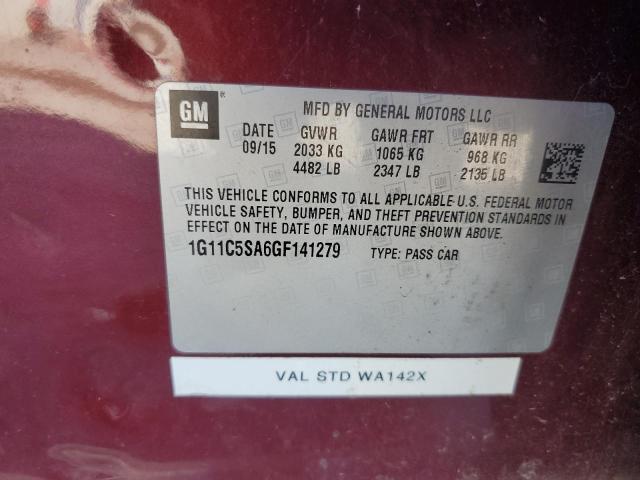 GM
MFD BY GENERAL MOTORS LLC
DATE GVWR GAWR FRT GAWR RR
09/15 2033 KG 1065 KG 968 KG
4482 LB 2347 LB 2135 LB
THIS VEHICLE CONFORMS TO ALL APPLICABLE U.S. FEDERAL MOTOR
VEHICLE SAFETY, BUMPER, AND THEFT PREVENTION STANDARDS IN
EFFECT ON THE DATE OF MANUFACTURE SHOWN ABOVE.
1G11C5SA6GF141279 TYPE: PASS CAR
VAL STD WA142X